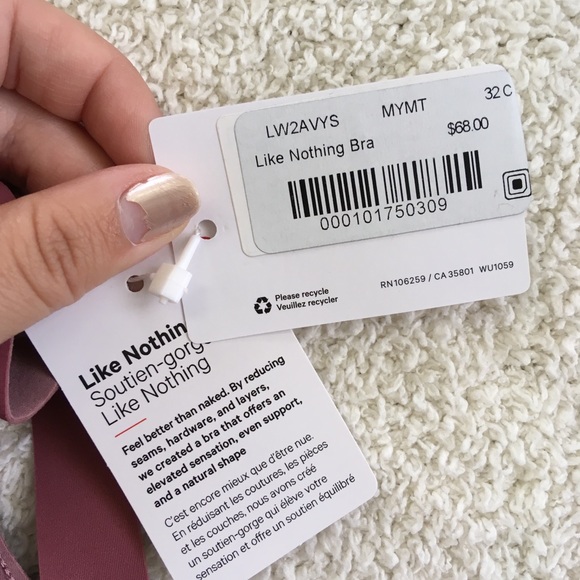 LW2AVYS MYMT 32 C
Like Nothing Bra $68.00
000101750309
Please recycle
Veuillez recycler
RN106259 / CA 35801 WU1059
Like Nothin
Soutien-gorge
Like Nothing
Feel better than naked. By reducing
seams, hardware, and layers,
we created a bra that offers an
elevated sensation, even support,
and a natural shape
C'est encore mieux que d'être nue.
En réduisant les coutures, les pièces
et les couches, nous avons créé
un soutien-gorge qui élève votre
sensation et offre un soutien équilibré